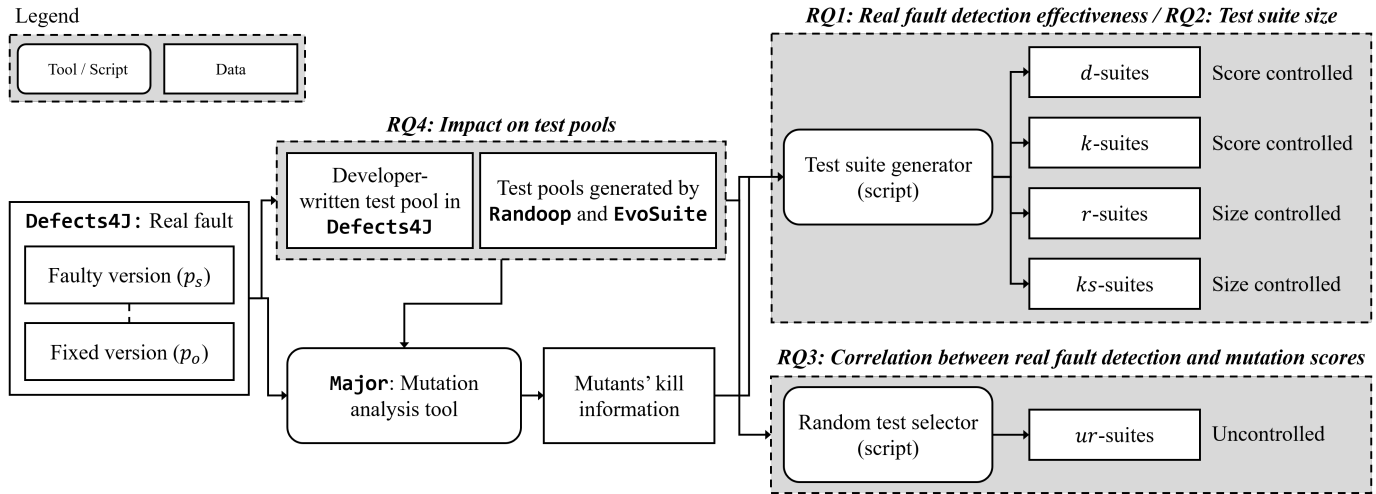 Legend
Tool / Script
Data
RQ1: Real fault detection effectiveness / RQ2: Test suite size
d-suites
Score controlled
k-suites
Score controlled
r-suites
Size controlled
ks-suites
Size controlled
Test suite generator
(script)
RQ4: Impact on test pools
Developer-
written test pool in
Defects4J
Test pools generated by
Randoop and EvoSuite
Defects4J: Real fault
Faulty version (pₛ)
Fixed version (pₒ)
Major: Mutation
analysis tool
Mutants’ kill
information
RQ3: Correlation between real fault detection and mutation scores
Random test selector
(script)
ur-suites
Uncontrolled